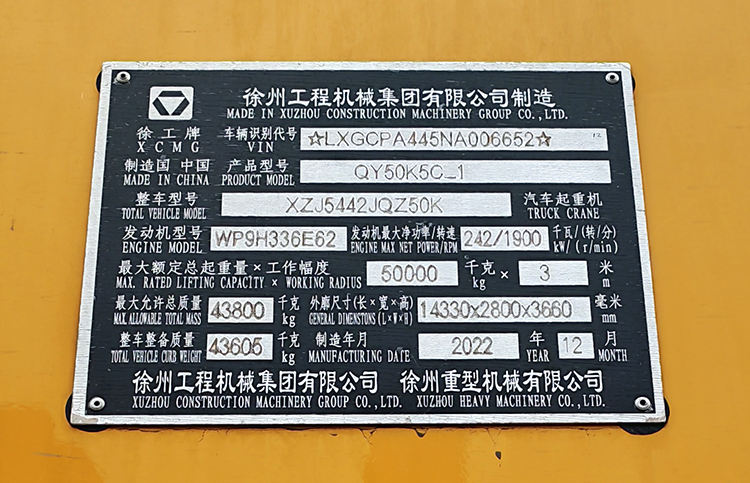 徐州工程机械集团有限公司制造
MADE IN XUZHOU CONSTRUCTION MACHINERY GROUP CO.,LTD.
徐工牌 车辆识别代号 ☆LXGCPA445NA006652☆
XCMG VIN
制造国 中国 产品型号 QY50K5C_1
MADE IN CHINA PRODUCT MODEL
整车型号 XZJ5442JQZ50K 汽车起重机
TOTAL VEHICLE MODEL TRUCK CRANE
发动机型号 WP9H336E62 发动机最大净功率/转速 242/1900 千瓦/(转/分)
ENGINE MODEL ENGINE MAX NET POWER/RPM kW/(r/min)
最大额定总起重量×工作幅度 50000 千克 × 3 米
MAX. RATED LIFTING CAPACITY × WORKING RADIUS kg m
最大允许总质量 43800 千克 外廓尺寸(长×宽×高) 14330x2800x3660 毫米
MAX. ALLOWABLE TOTAL MASS kg GENERAL DIMENSTIONS(L×W×H) mm
整车整备质量 43605 千克 制造年月 2022 年 12 月
TOTAL VEHICLE CURB WEIGHT kg MANUFACTURING DATE YEAR MONTH
徐州工程机械集团有限公司 徐州重型机械有限公司
XUZHOU CONSTRUCTION MACHINERY GROUP CO.,LTD. XUZHOU HEAVY MACHINERY CO.,LTD.